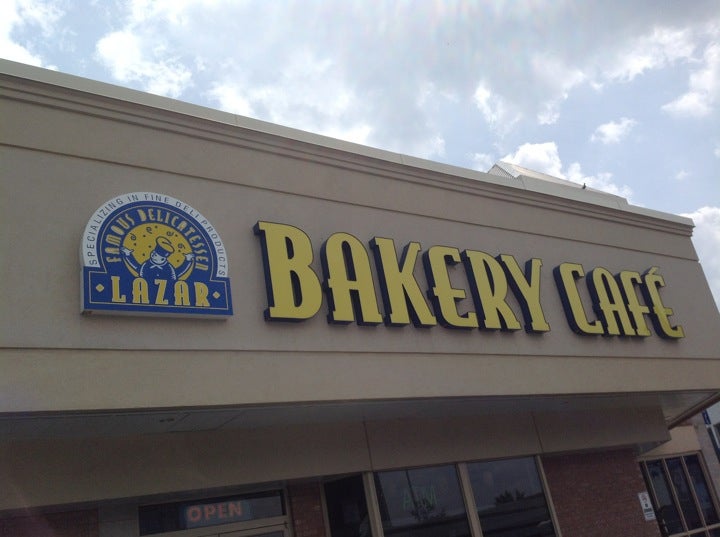 SPECIALIZING IN FINE DELI PRODUCTS
FAMOUS DELICATESSEN
· LAZAR ·
BAKERY CAFÉ
OPEN